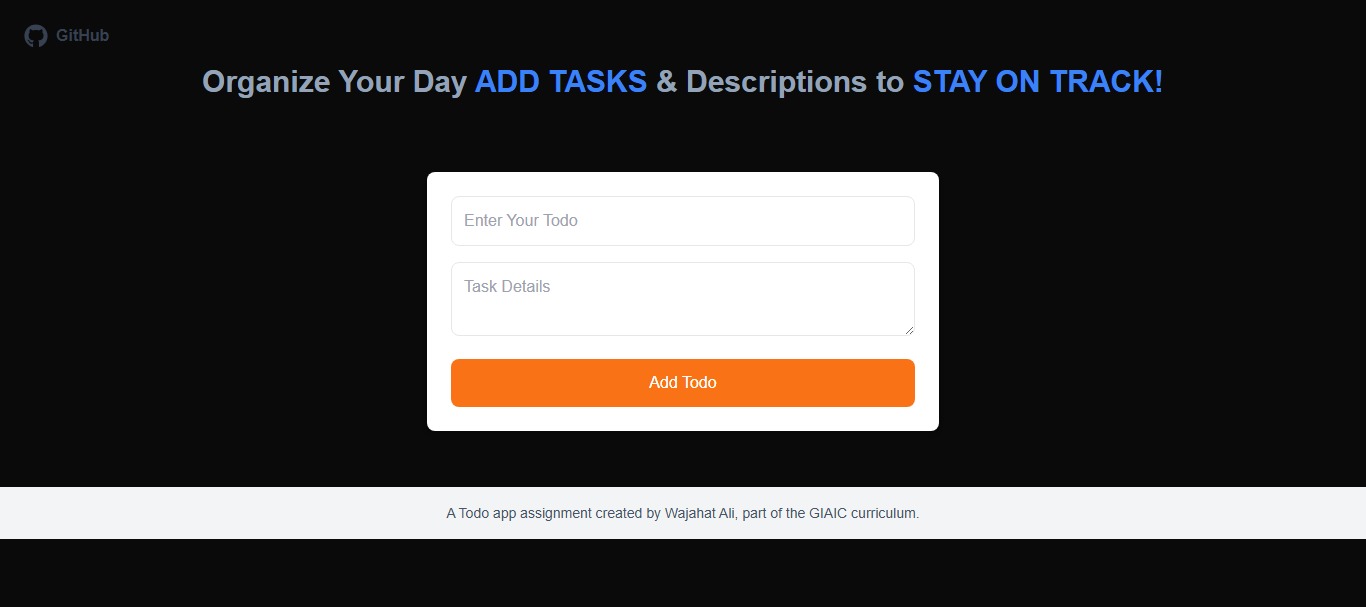 GitHub
Organize Your Day ADD TASKS & Descriptions to STAY ON TRACK!
Enter Your Todo
Task Details
Add Todo
A Todo app assignment created by Wajahat Ali, part of the GIAIC curriculum.